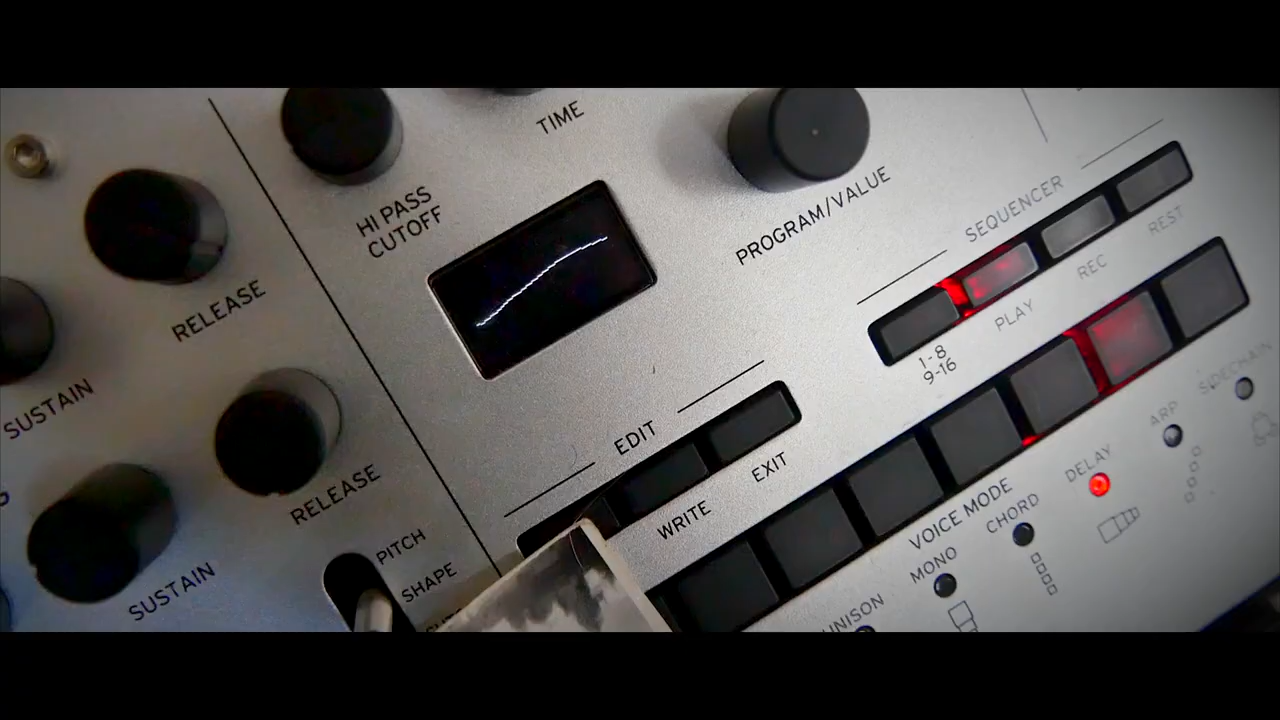 TIME
HI PASS
CUTOFF
PROGRAM/VALUE
SEQUENCER
1-8
9-16
PLAY
REC
REST
RELEASE
SUSTAIN
RELEASE
SUSTAIN
EDIT
WRITE
EXIT
PITCH
SHAPE
VOICE MODE
MONO
CHORD
DELAY
ARP
SIDECHAIN